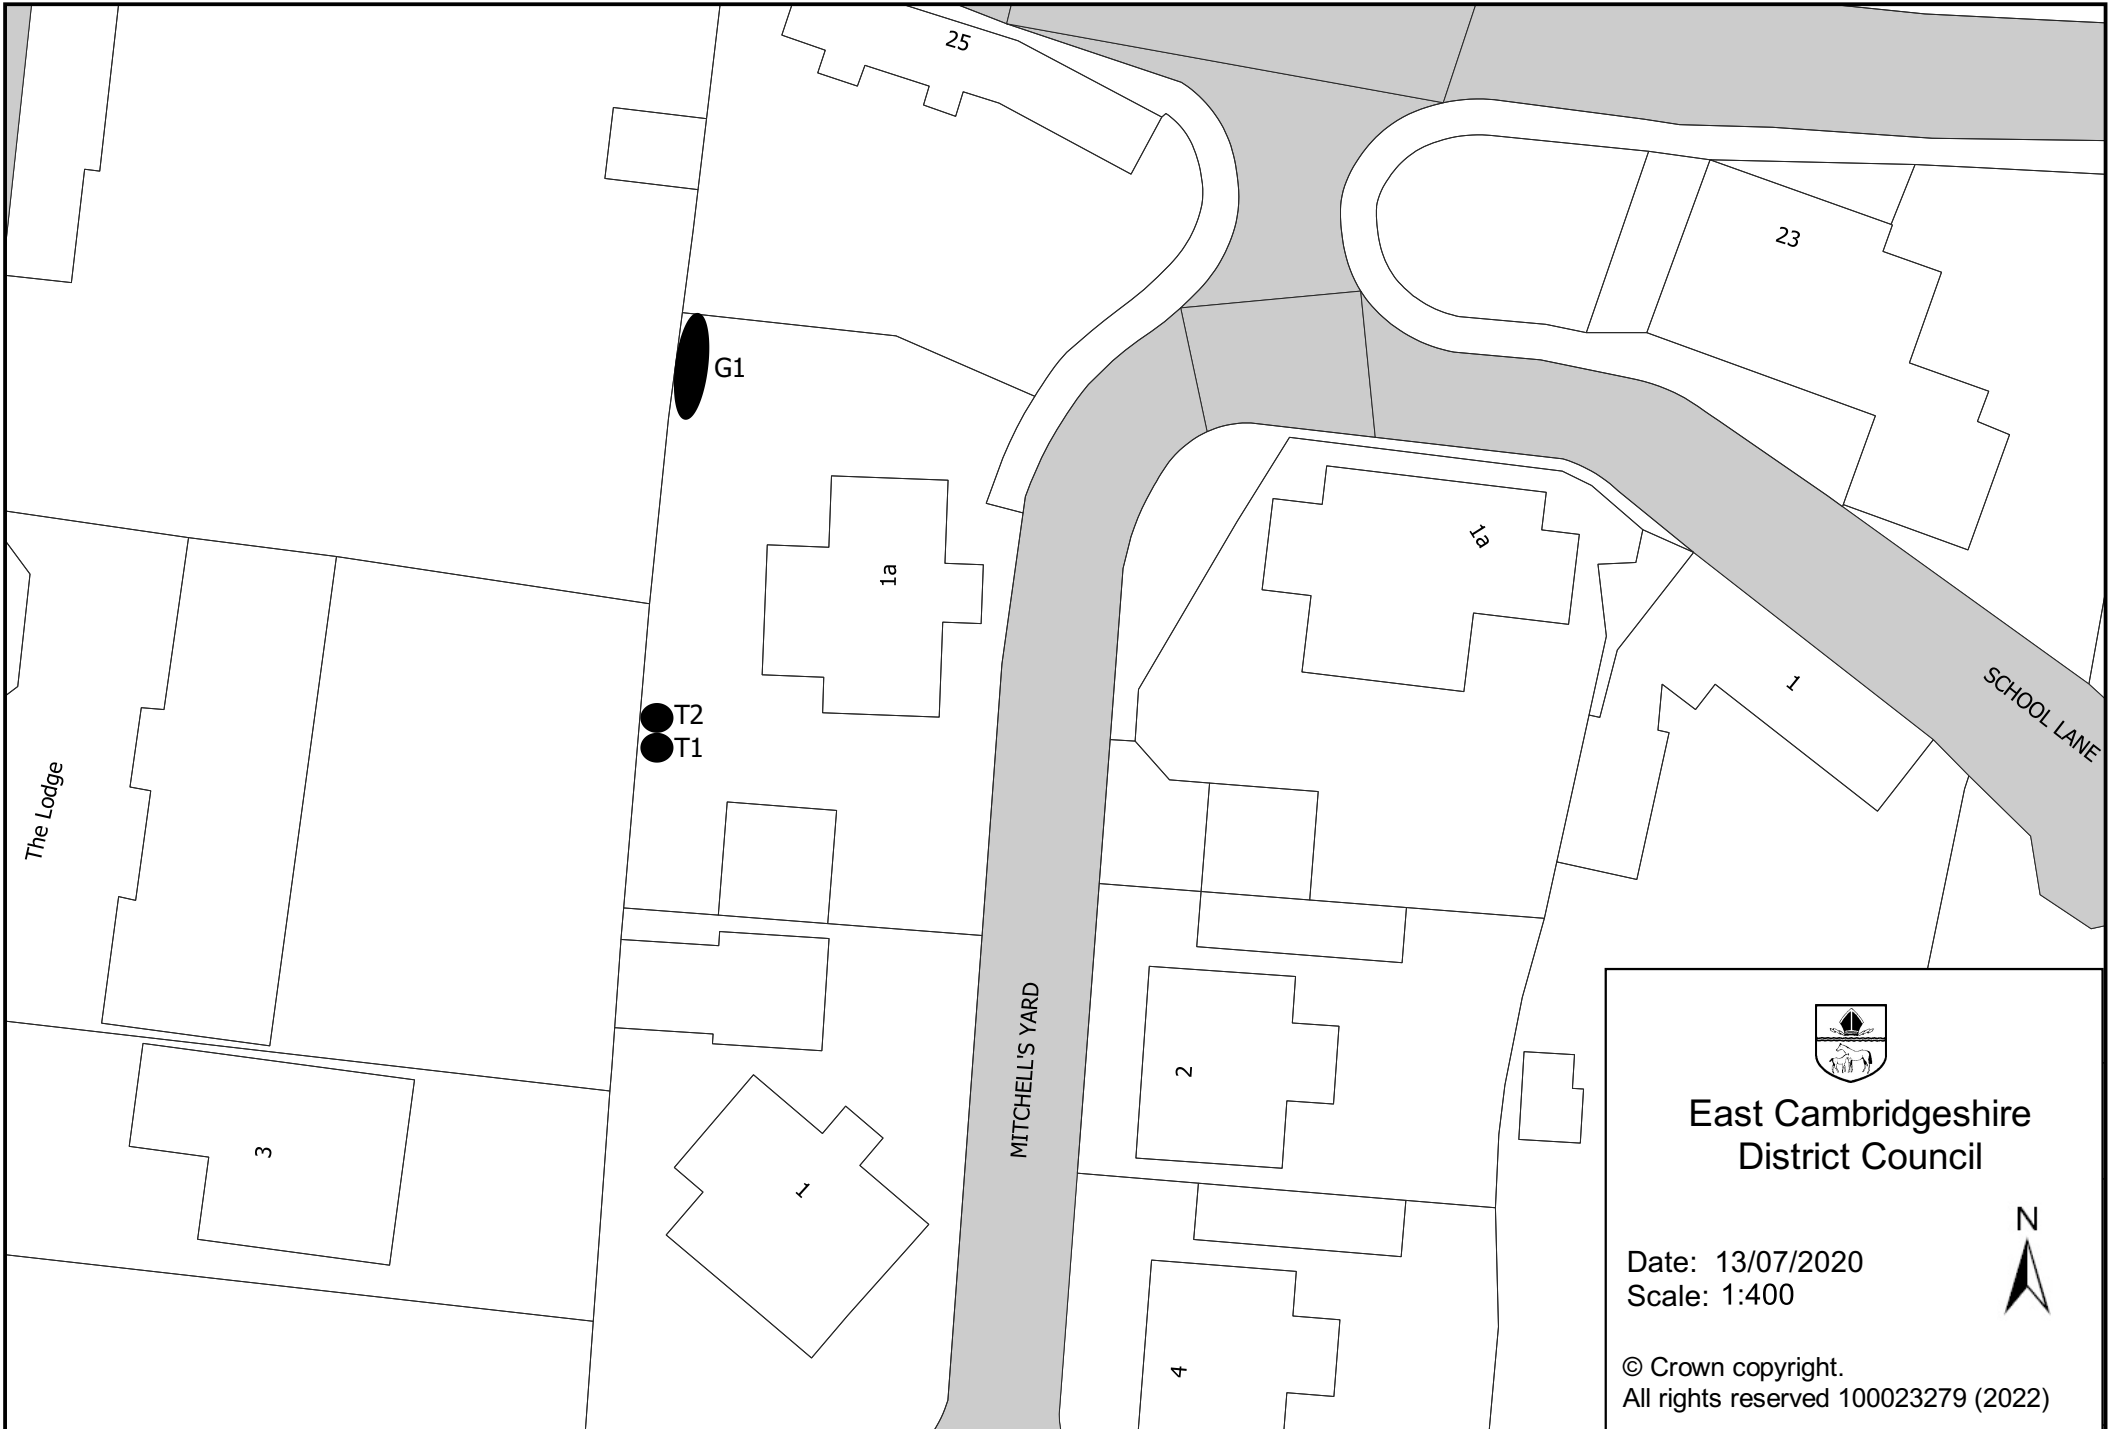 25
23
G1
1a
1a
1
SCHOOL LANE
T2
T1
The Lodge
MITCHELL'S YARD
2
3
1
4
East Cambridgeshire
District Council
N
Date: 13/07/2020
Scale: 1:400
© Crown copyright.
All rights reserved 100023279 (2022)